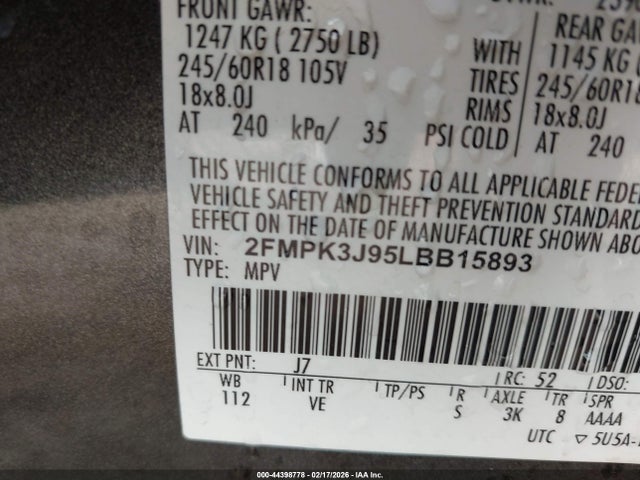 FRONT GAWR:
1247 KG ( 2750 LB)
245/60R18 105V
18x8.0J
AT 240 kPa/ 35 PSI COLD
WITH
TIRES
RIMS
REAR GA
1145 KG
245/60R18
18x8.0J
AT 240
THIS VEHICLE CONFORMS TO ALL APPLICABLE FEDE
VEHICLE SAFETY AND THEFT PREVENTION STANDAR
EFFECT ON THE DATE OF MANUFACTURE SHOWN ABO
VIN: 2FMPK3J95LBB15893
TYPE: MPV
EXT PNT: J7 RC: 52 DSO:
WB INT TR TP/PS R AXLE TR SPR
112 VE S 3K 8 AAAA
UTC ▽ 5U5A-
000-44398778 - 02/17/2026 - IAA Inc.